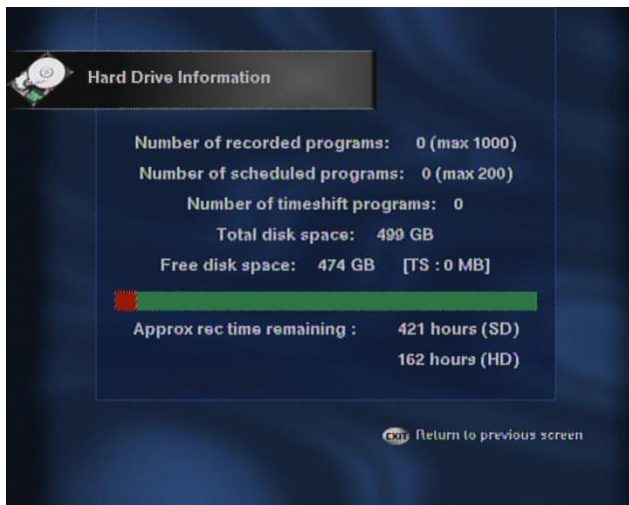 Hard Drive Information
Number of recorded programs: 0 (max 1000)
Number of scheduled programs: 0 (max 200)
Number of timeshift programs: 0
Total disk space: 499 GB
Free disk space: 474 GB [TS : 0 MB]
Approx rec time remaining : 421 hours (SD)
162 hours (HD)
EXIT Return to previous screen